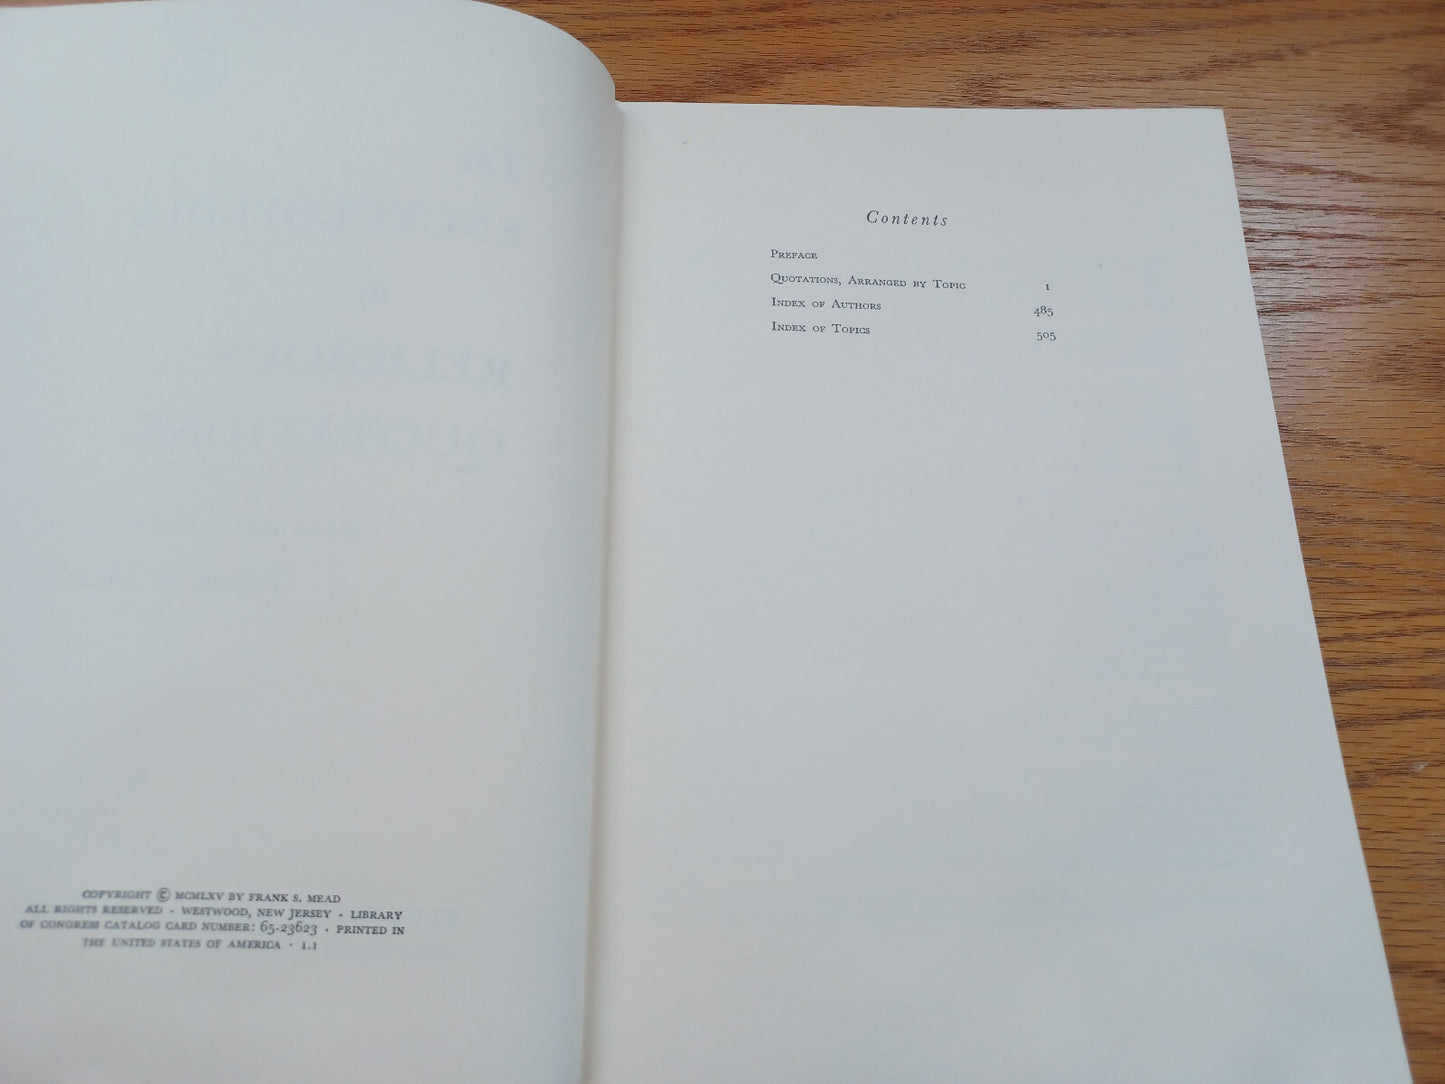 COPYRIGHT © MCMLXV BY FRANK S. MEAD
ALL RIGHTS RESERVED · WESTWOOD, NEW JERSEY · LIBRARY
OF CONGRESS CATALOG CARD NUMBER: 65-23623 · PRINTED IN
THE UNITED STATES OF AMERICA · 1.1
Contents
PREFACE
QUOTATIONS, ARRANGED BY TOPIC 1
INDEX OF AUTHORS 485
INDEX OF TOPICS 505